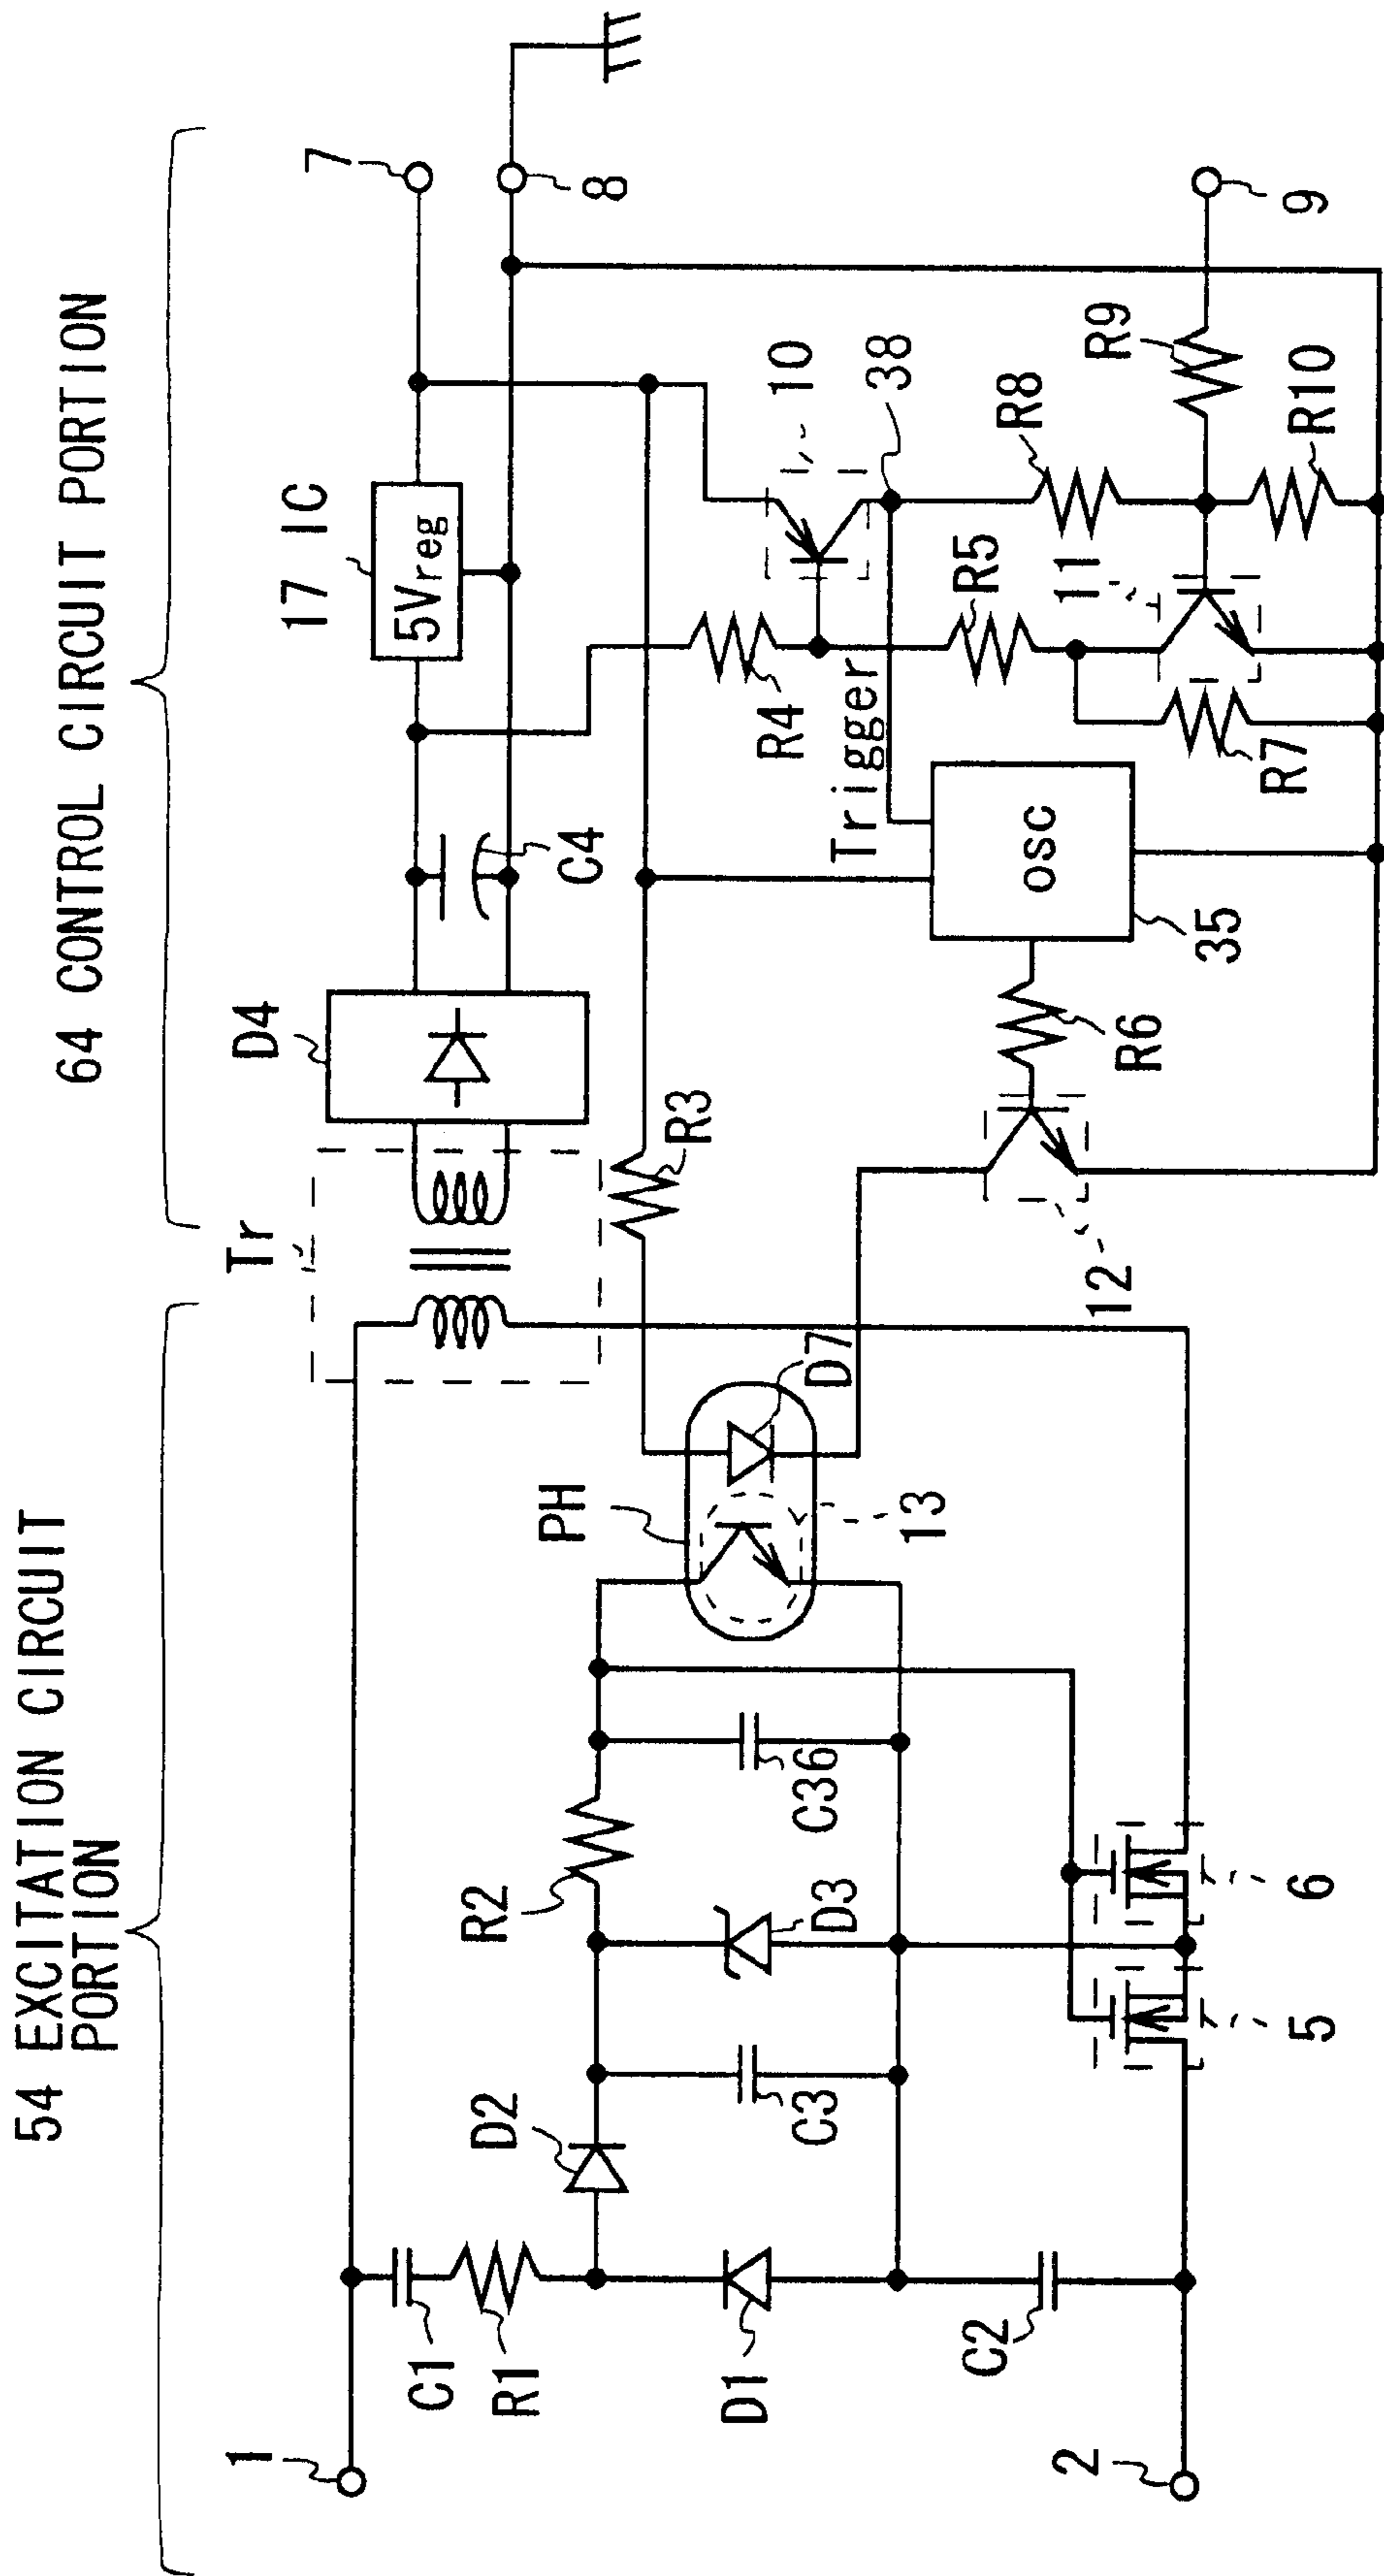 54 EXCITATION CIRCUIT
PORTION
64 CONTROL CIRCUIT PORTION
1
C1
R1
D2
R2
PH
Tr
D4
17 IC
5Vreg
7
8
C4
R3
D1
C3
D3
C36
13
D7
R4
Trigger
10
38
R5
R8
11
R9
9
R10
R7
OSC
35
R6
12
C2
2
5
6